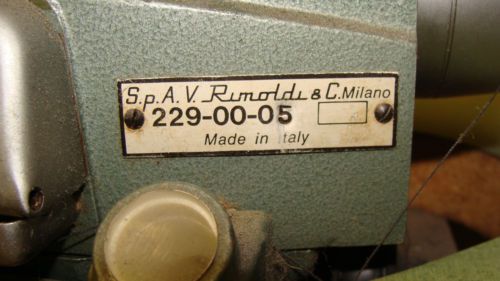 S.p.A.V. Rimoldi & C. Milano
229-00-05
Made in Italy